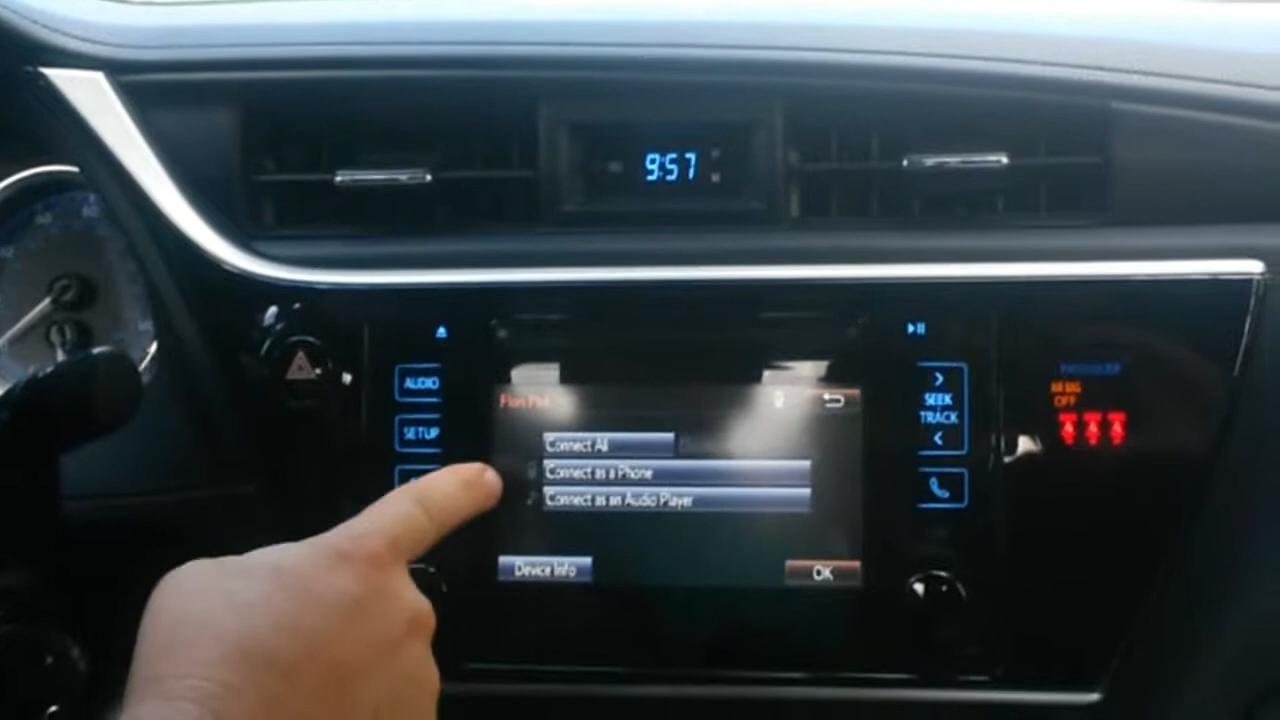 9:57
AUDIO
SETUP
Connect All
Connect as a Phone
Connect as an Audio Player
Device Info
OK
SEEK
TRACK
PASSENGER
AIR BAG
OFF